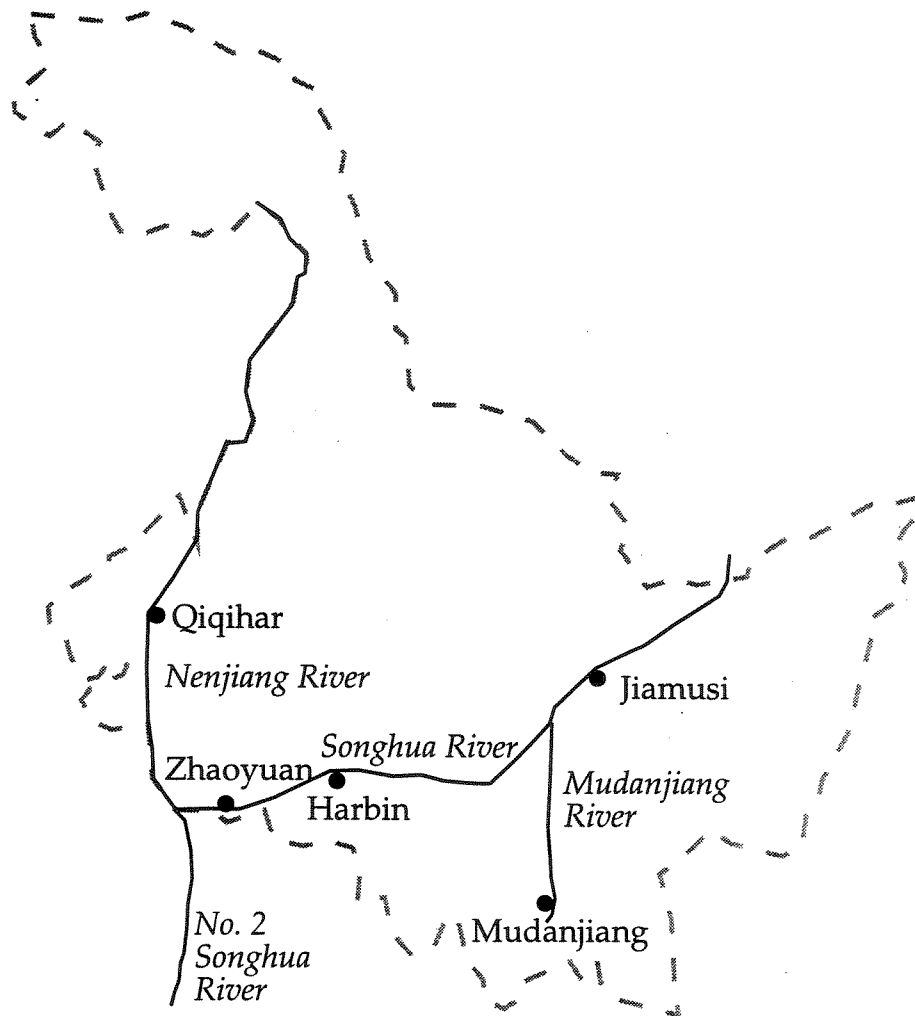 Qiqihar
Nenjiang River
Jiamusi
Songhua River
Zhaoyuan
Harbin
Mudanjiang
River
Mudanjiang
No. 2
Songhua
River